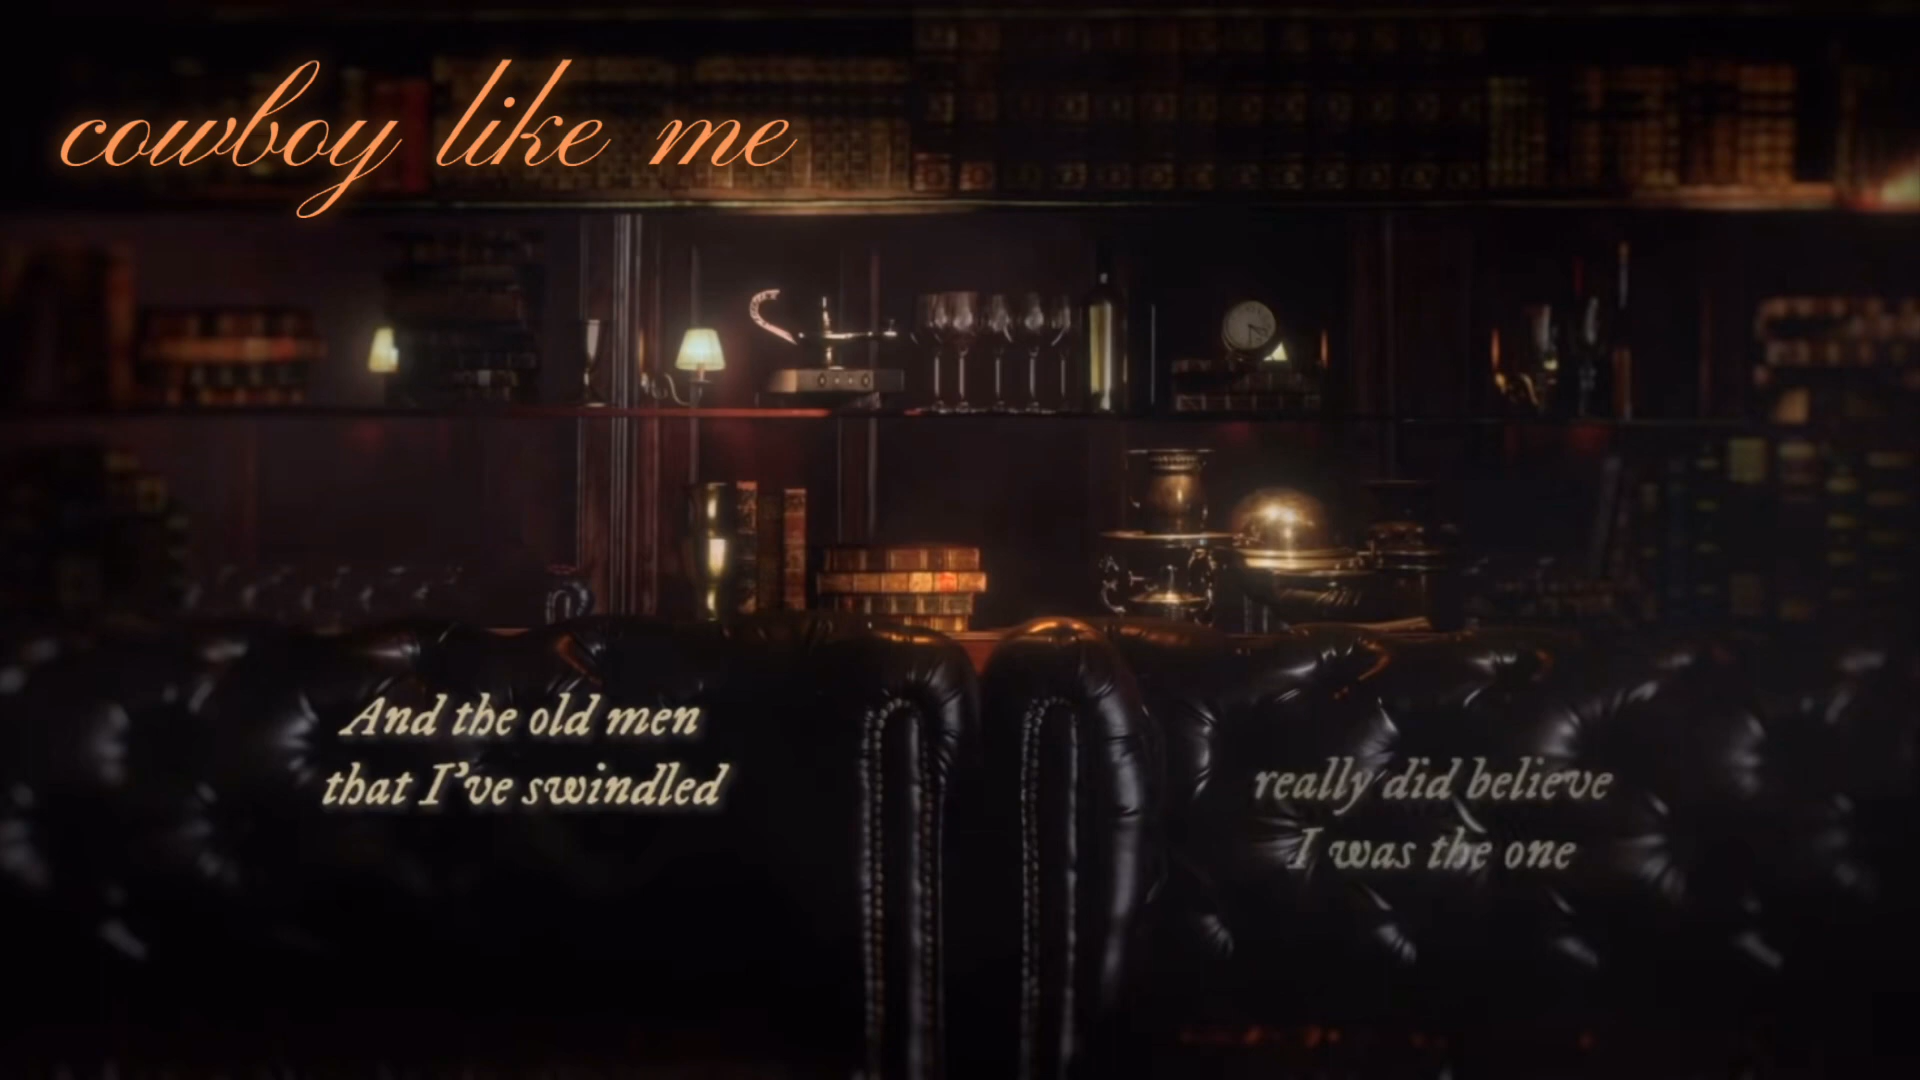 cowboy like me
And the old men
that I've swindled
really did believe
I was the one